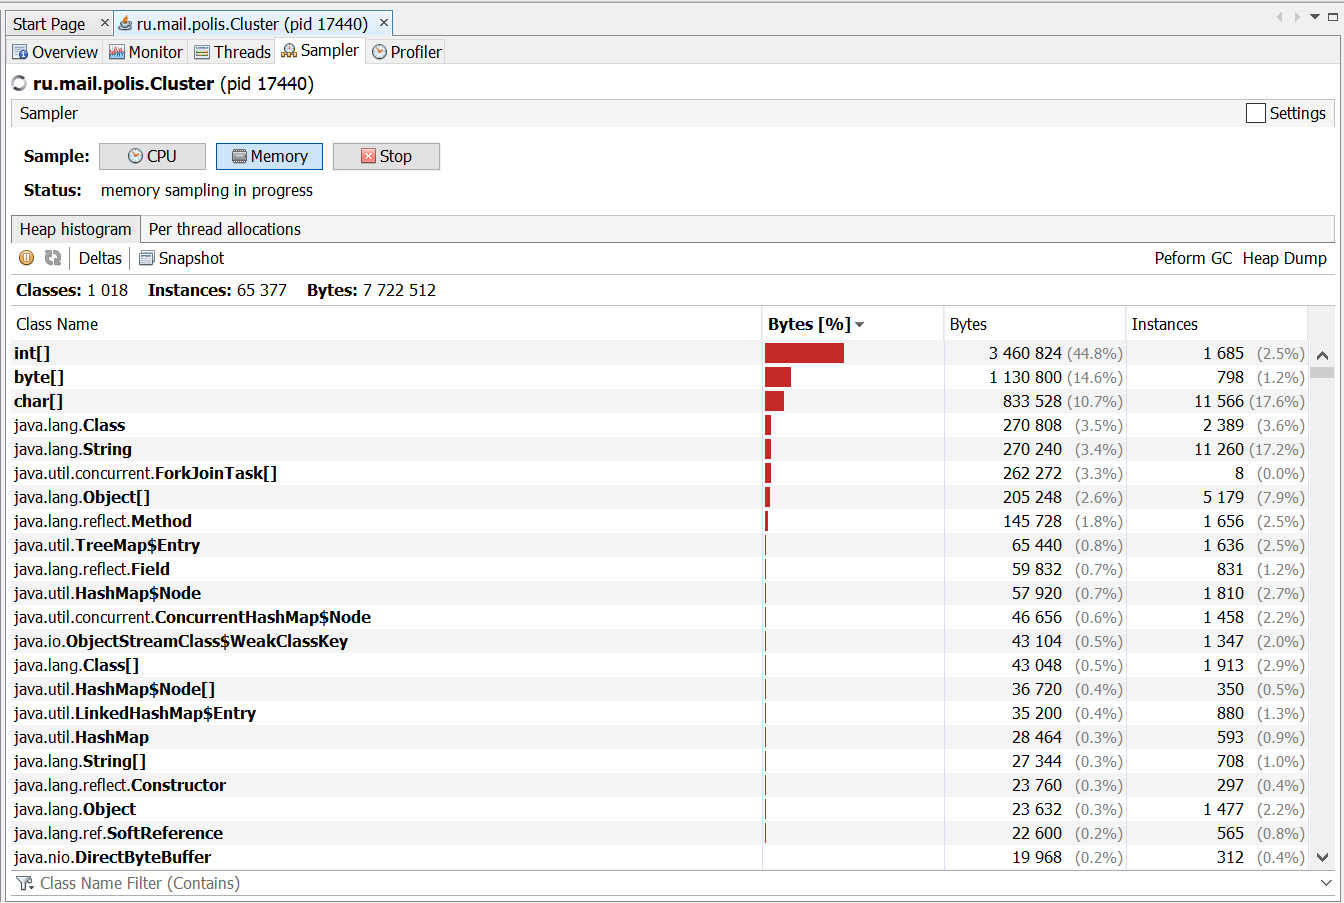 Start Page × ru.mail.polis.Cluster (pid 17440) ×
Overview Monitor Threads Sampler Profiler
ru.mail.polis.Cluster (pid 17440)
Sampler Settings
Sample: CPU Memory Stop
Status: memory sampling in progress
Heap histogram Per thread allocations
Deltas Snapshot Peform GC Heap Dump
Classes: 1 018 Instances: 65 377 Bytes: 7 722 512
Class Name Bytes [%] Bytes Instances
int[] 3 460 824 (44.8%) 1 685 (2.5%)
byte[] 1 130 800 (14.6%) 798 (1.2%)
char[] 833 528 (10.7%) 11 566 (17.6%)
java.lang.Class 270 808 (3.5%) 2 389 (3.6%)
java.lang.String 270 240 (3.4%) 11 260 (17.2%)
java.util.concurrent.ForkJoinTask[] 262 272 (3.3%) 8 (0.0%)
java.lang.Object[] 205 248 (2.6%) 5 179 (7.9%)
java.lang.reflect.Method 145 728 (1.8%) 1 656 (2.5%)
java.util.TreeMap$Entry 65 440 (0.8%) 1 636 (2.5%)
java.lang.reflect.Field 59 832 (0.7%) 831 (1.2%)
java.util.HashMap$Node 57 920 (0.7%) 1 810 (2.7%)
java.util.concurrent.ConcurrentHashMap$Node 46 656 (0.6%) 1 458 (2.2%)
java.io.ObjectStreamClass$WeakClassKey 43 104 (0.5%) 1 347 (2.0%)
java.lang.Class[] 43 048 (0.5%) 1 913 (2.9%)
java.util.HashMap$Node[] 36 720 (0.4%) 350 (0.5%)
java.util.LinkedHashMap$Entry 35 200 (0.4%) 880 (1.3%)
java.util.HashMap 28 464 (0.3%) 593 (0.9%)
java.lang.String[] 27 344 (0.3%) 708 (1.0%)
java.lang.reflect.Constructor 23 760 (0.3%) 297 (0.4%)
java.lang.Object 23 632 (0.3%) 1 477 (2.2%)
java.lang.ref.SoftReference 22 600 (0.2%) 565 (0.8%)
java.nio.DirectByteBuffer 19 968 (0.2%) 312 (0.4%)
Class Name Filter (Contains)